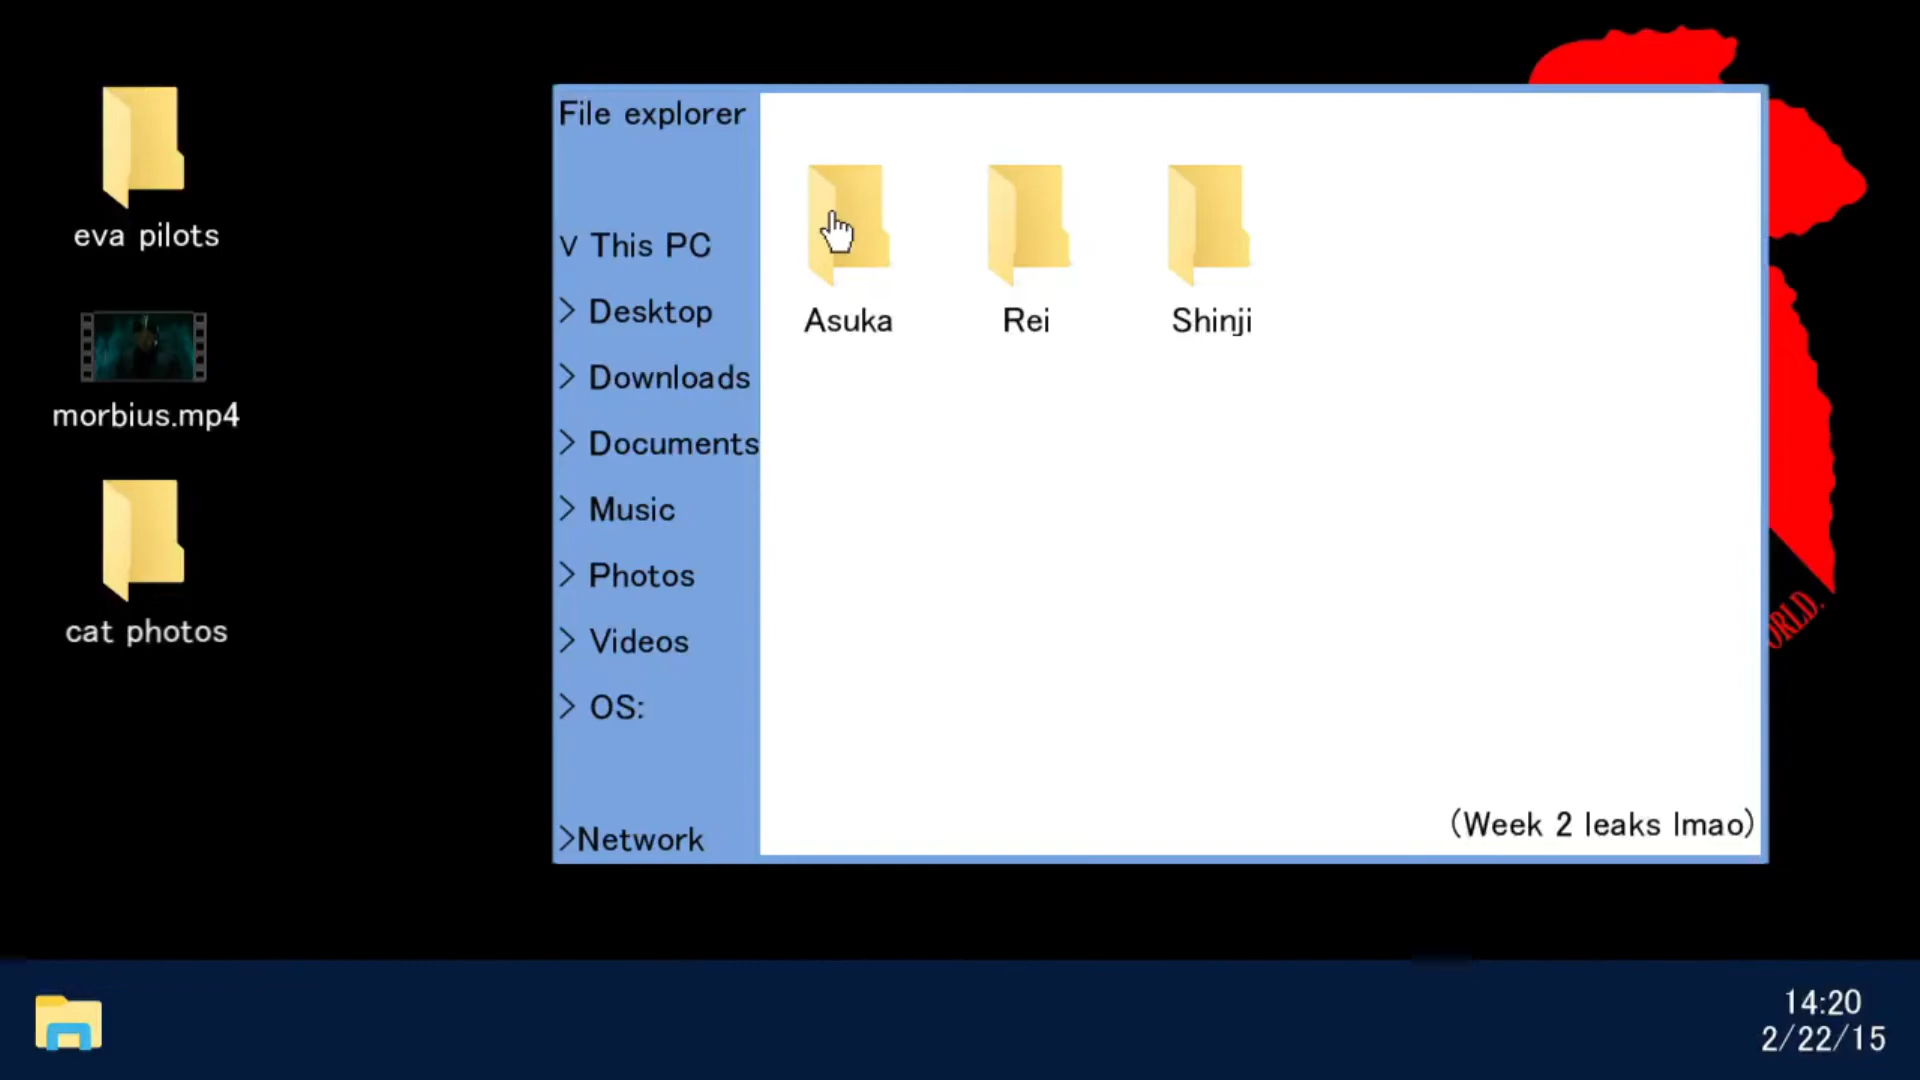 eva pilots
morbius.mp4
cat photos
File explorer
v This PC
> Desktop
> Downloads
> Documents
> Music
> Photos
> Videos
> OS:
>Network
Asuka
Rei
Shinji
(Week 2 leaks lmao)
ORLD.
14:20
2/22/15